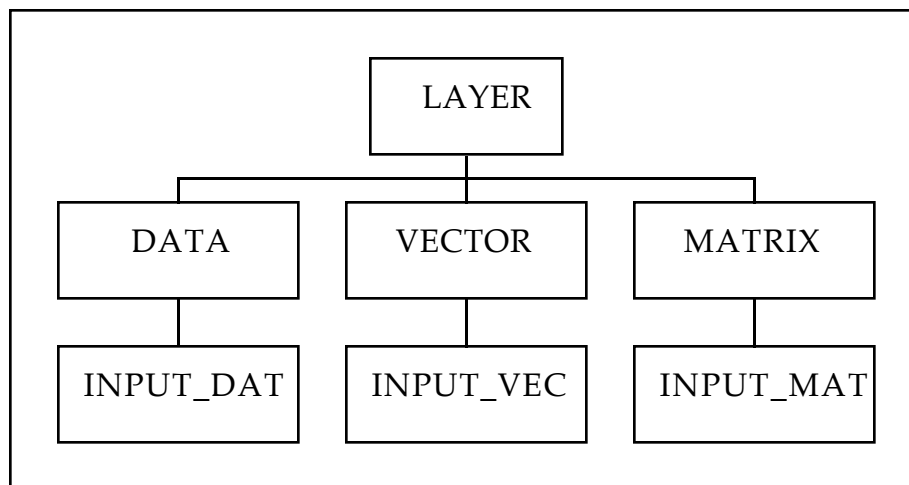 LAYER
DATA VECTOR MATRIX
INPUT_DAT INPUT_VEC INPUT_MAT